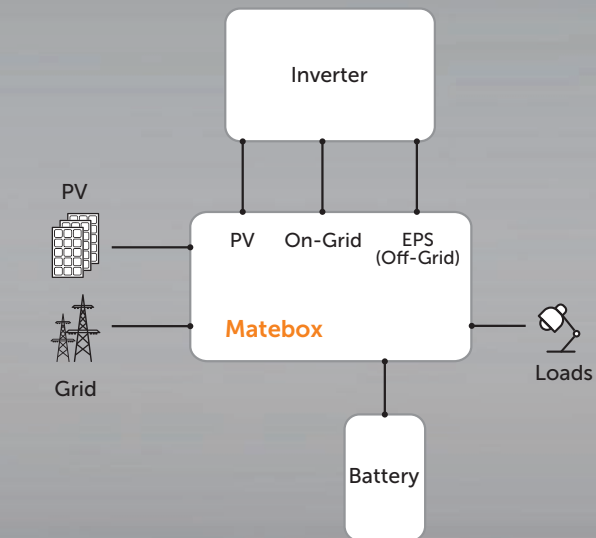 Inverter
PV
PV
On-Grid
EPS
(Off-Grid)
Matebox
Grid
Loads
Battery